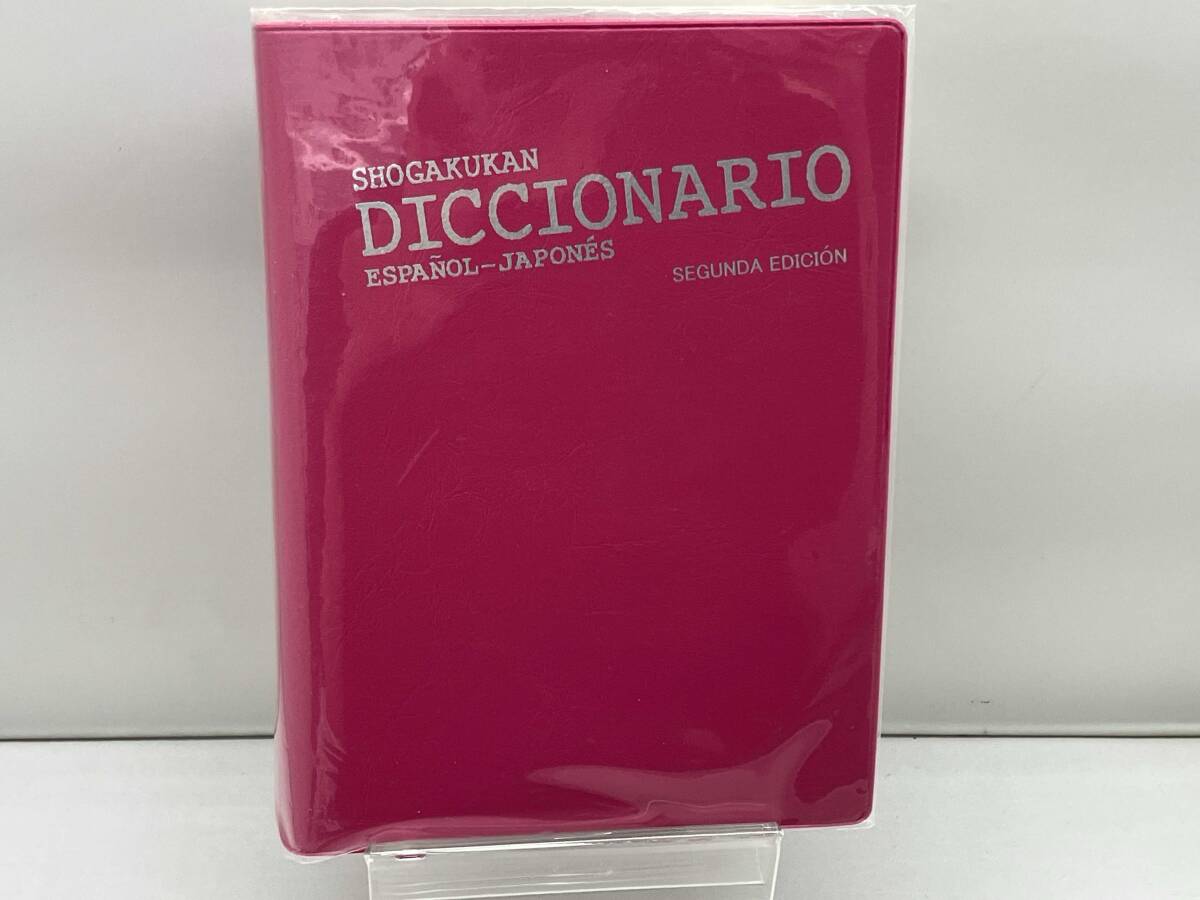 SHOGAKUKAN
DICCIONARIO
ESPAÑOL-JAPONÉS
SEGUNDA EDICIÓN